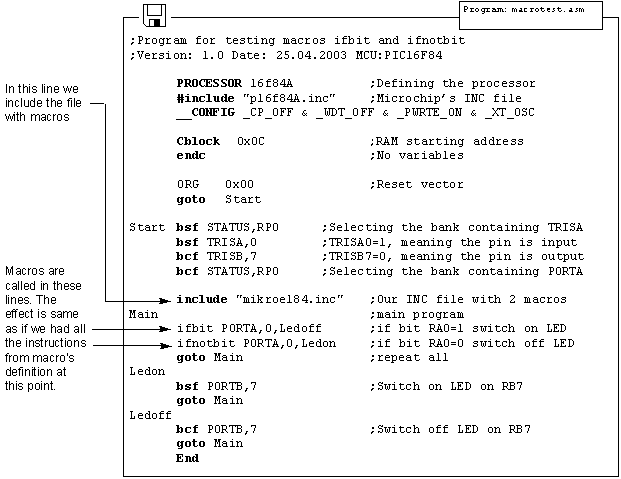 Program: macrotest.asm
;Program for testing macros ifbit and ifnotbit
;Version: 1.0 Date: 25.04.2003 MCU:PIC16F84
PROCESSOR 16f84A ;Defining the processor
#include "p16f84A.inc" ;Microchip's INC file
__CONFIG _CP_OFF & _WDT_OFF & _PWRTE_ON & _XT_OSC
Cblock 0x0C ;RAM starting address
endc ;No variables
ORG 0x00 ;Reset vector
goto Start
Start bsf STATUS,RP0 ;Selecting the bank containing TRISA
bsf TRISA,0 ;TRISA0=1, meaning the pin is input
bcf TRISB,7 ;TRISB7=0, meaning the pin is output
bcf STATUS,RP0 ;Selecting the bank containing PORTA
include "mikroel84.inc" ;Our INC file with 2 macros
Main ;main program
ifbit PORTA,0,Ledoff ;if bit RA0=1 switch on LED
ifnotbit PORTA,0,Ledon ;if bit RA0=0 switch off LED
goto Main ;repeat all
Ledon
bsf PORTB,7 ;Switch on LED on RB7
goto Main
Ledoff
bcf PORTB,7 ;Switch off LED on RB7
goto Main
End
In this line we
include the file
with macros
Macros are
called in these
lines. The
effect is same
as if we had all
the instructions
from macro's
definition at
this point.